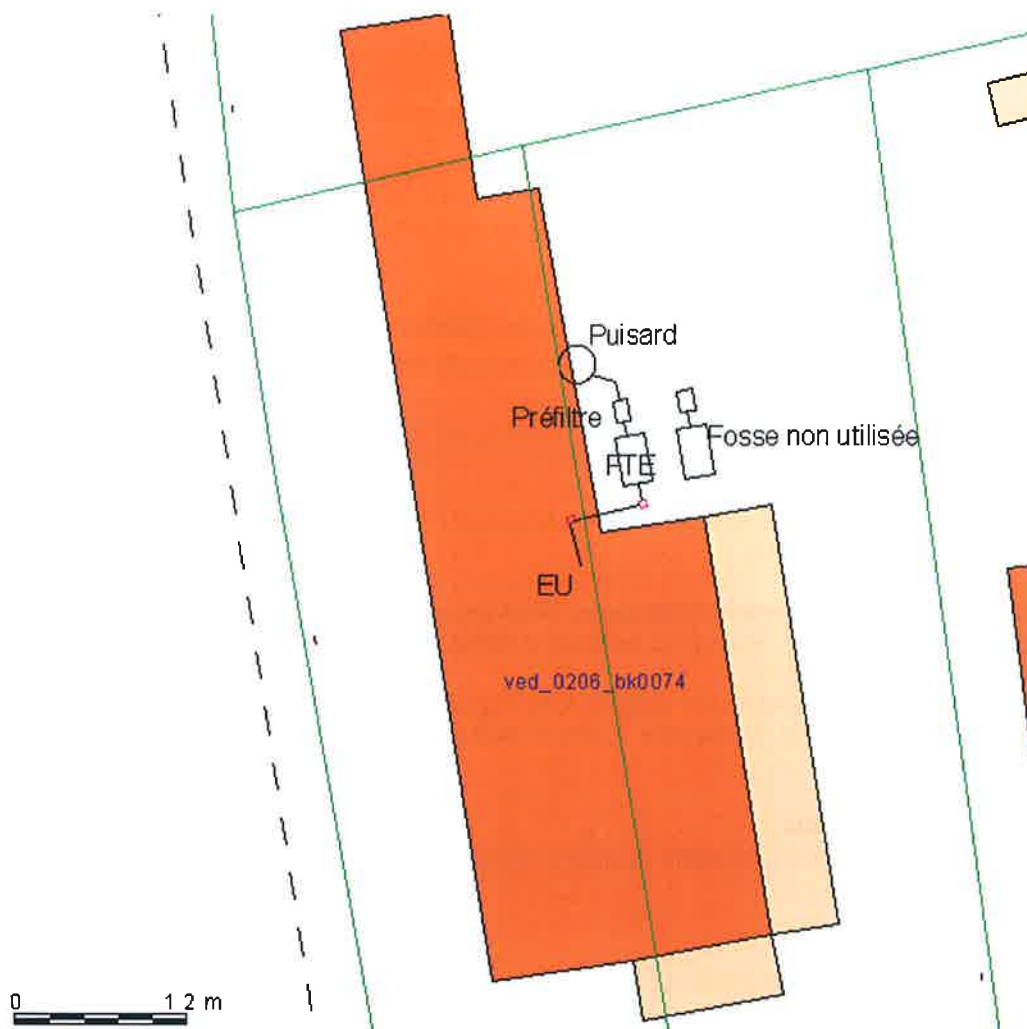 Puisard
Préfiltre
Fosse non utilisée
FTE
EU
ved_0206_bk0074
0 12 m